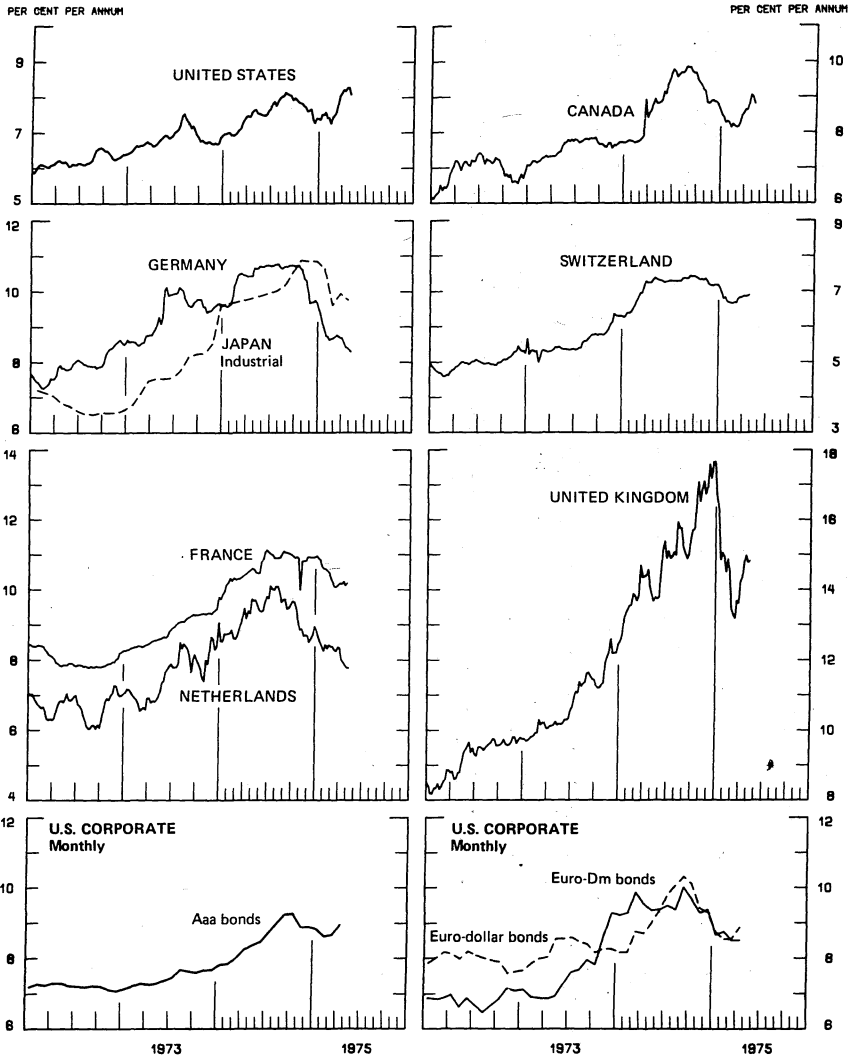 PER CENT PER ANNUM
PER CENT PER ANNUM
9
7
5
UNITED STATES
10
8
6
CANADA
12
10
8
6
GERMANY
JAPAN
Industrial
9
7
5
3
SWITZERLAND
14
12
10
8
6
4
FRANCE
NETHERLANDS
18
16
14
12
10
8
UNITED KINGDOM
12
10
8
6
U.S. CORPORATE
Monthly
Aaa bonds
12
10
8
6
U.S. CORPORATE
Monthly
Euro-Dm bonds
Euro-dollar bonds
1973
1975
1973
1975